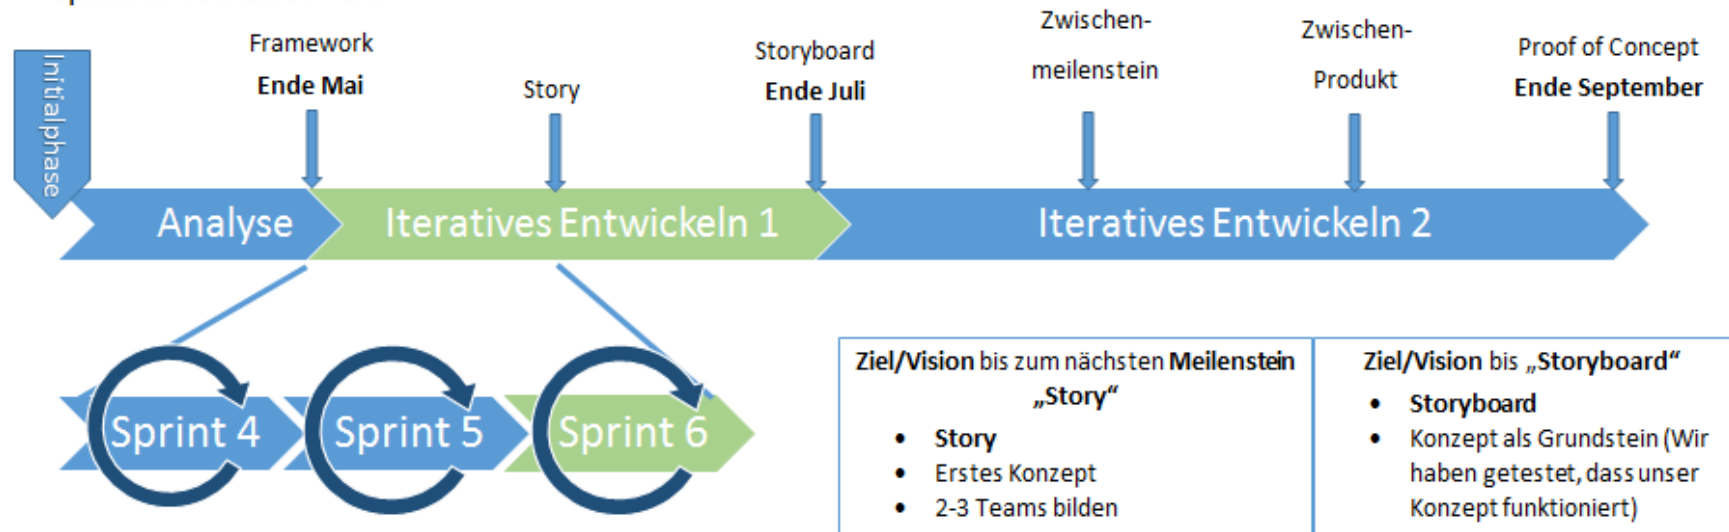 Initialphase
Framework
Ende Mai
Story
Storyboard
Ende Juli
Zwischen-
meilenstein
Zwischen-
Produkt
Proof of Concept
Ende September
Analyse
Iteratives Entwickeln 1
Iteratives Entwickeln 2
Sprint 4
Sprint 5
Sprint 6
Ziel/Vision bis zum nächsten Meilenstein
„Story“
• Story
• Erstes Konzept
• 2-3 Teams bilden
Ziel/Vision bis „Storyboard“
• Storyboard
• Konzept als Grundstein (Wir
haben getestet, dass unser
Konzept funktioniert)